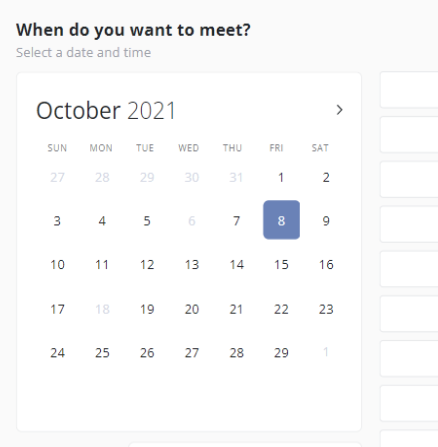 When do you want to meet?
Select a date and time
October 2021
SUN MON TUE WED THU FRI SAT
27 28 29 30 31 1 2
3 4 5 6 7 8 9
10 11 12 13 14 15 16
17 18 19 20 21 22 23
24 25 26 27 28 29 1